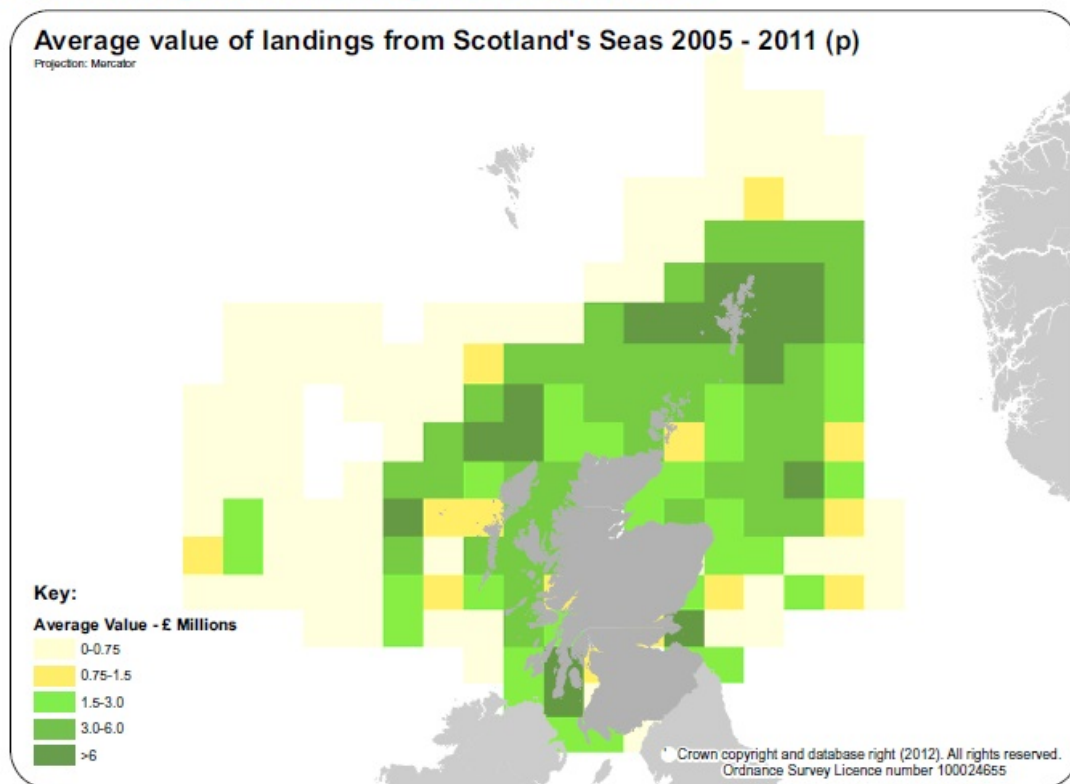 Average value of landings from Scotland's Seas 2005 - 2011 (p)
Projection: Mercator
Key:
Average Value - £ Millions
0-0.75
0.75-1.5
1.5-3.0
3.0-6.0
>6
Crown copyright and database right (2012). All rights reserved.
Ordnance Survey Licence number 100024655